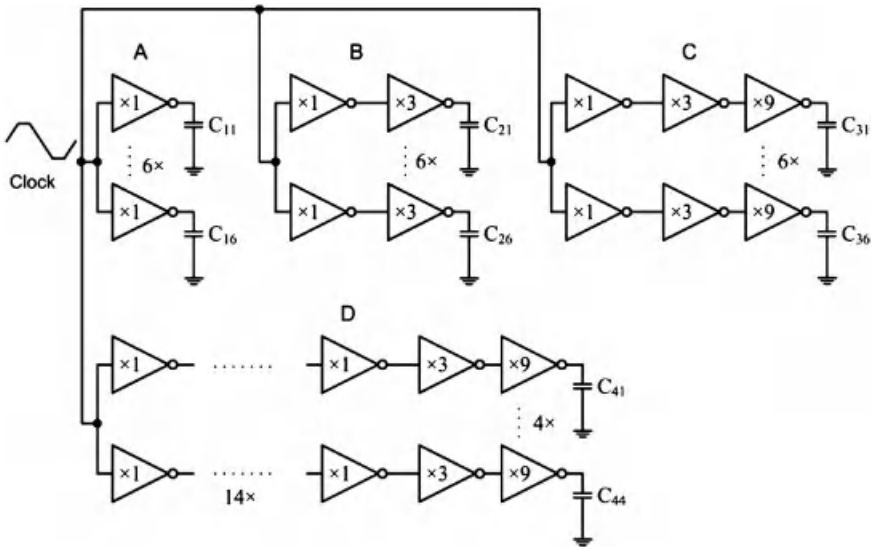 A
B
C
×1
×1
×3
×1
×3
×9
C₁₁
C₂₁
C₃₁
Clock
6×
6×
6×
×1
×1
×3
×1
×3
×9
C₁₆
C₂₆
C₃₆
D
×1
×1
×3
×9
C₄₁
4×
×1
×1
×3
×9
14×
C₄₄